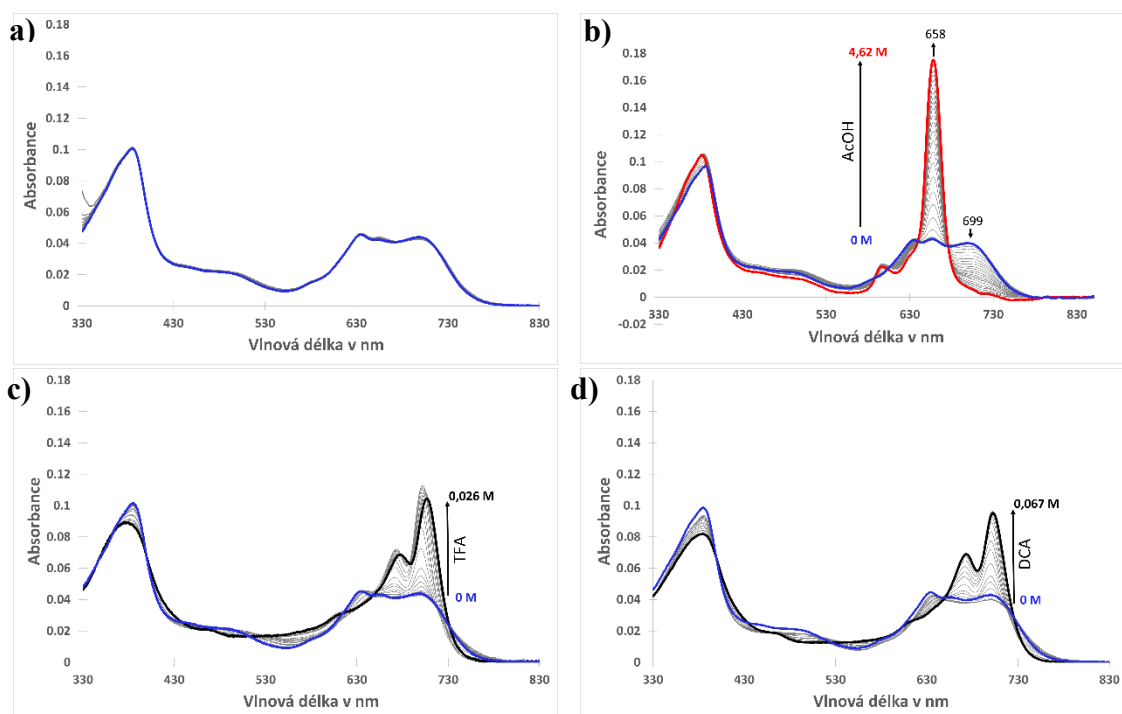 a)
0.18
0.16
0.14
0.12
0.1
0.08
0.06
0.04
0.02
0
Absorbance
330 430 530 630 730 830
Vlnová délka v nm
b)
0.18
0.16
0.14
0.12
0.1
0.08
0.06
0.04
0.02
0
-0.02
Absorbance
4,62 M
AcOH
0 M
658
699
330 430 530 630 730 830
Vlnová délka v nm
c)
0.18
0.16
0.14
0.12
0.1
0.08
0.06
0.04
0.02
0
Absorbance
0,026 M
TFA
0 M
330 430 530 630 730 830
Vlnová délka v nm
d)
0.18
0.16
0.14
0.12
0.1
0.08
0.06
0.04
0.02
0
Absorbance
0,067 M
DCA
0 M
330 430 530 630 730 830
Vlnová délka v nm